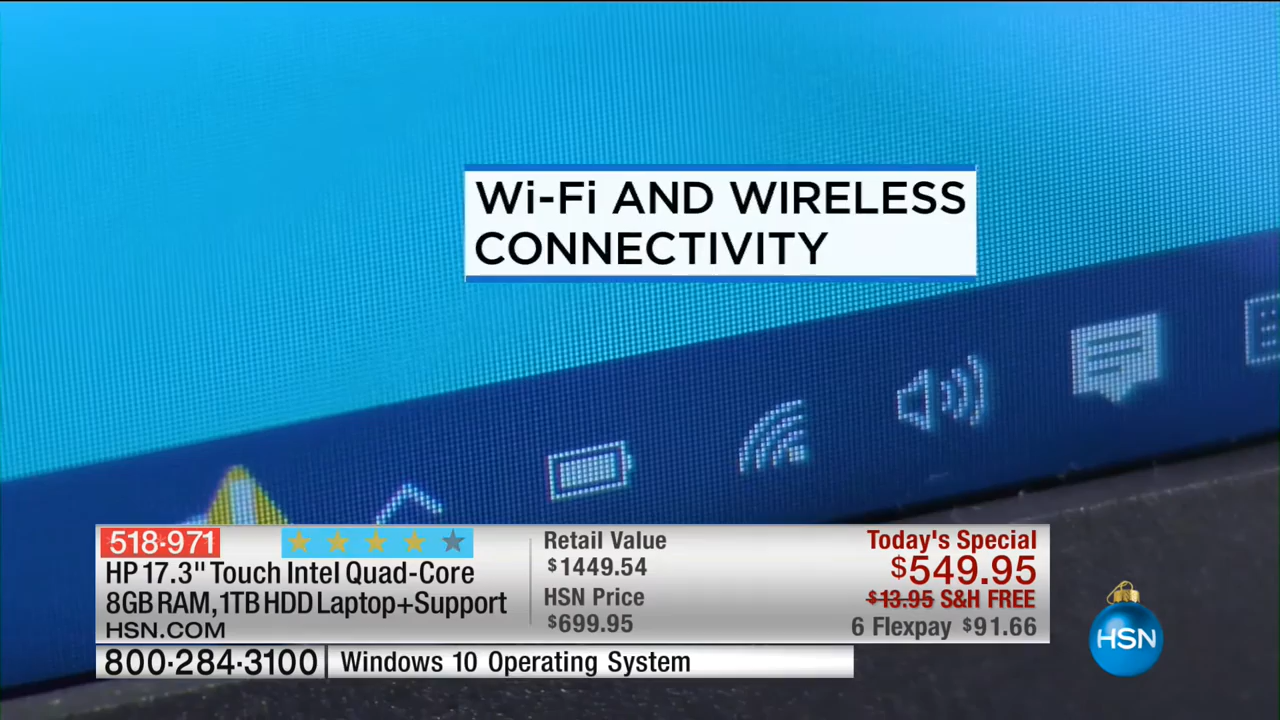 Wi-Fi AND WIRELESS
CONNECTIVITY
518-971
HP 17.3" Touch Intel Quad-Core
8GB RAM, 1TB HDD Laptop+Support
HSN.COM
Retail Value
$1449.54
HSN Price
$699.95
Today's Special
$549.95
$13.95 S&H FREE
6 Flexpay $91.66
800-284-3100
Windows 10 Operating System
HSN